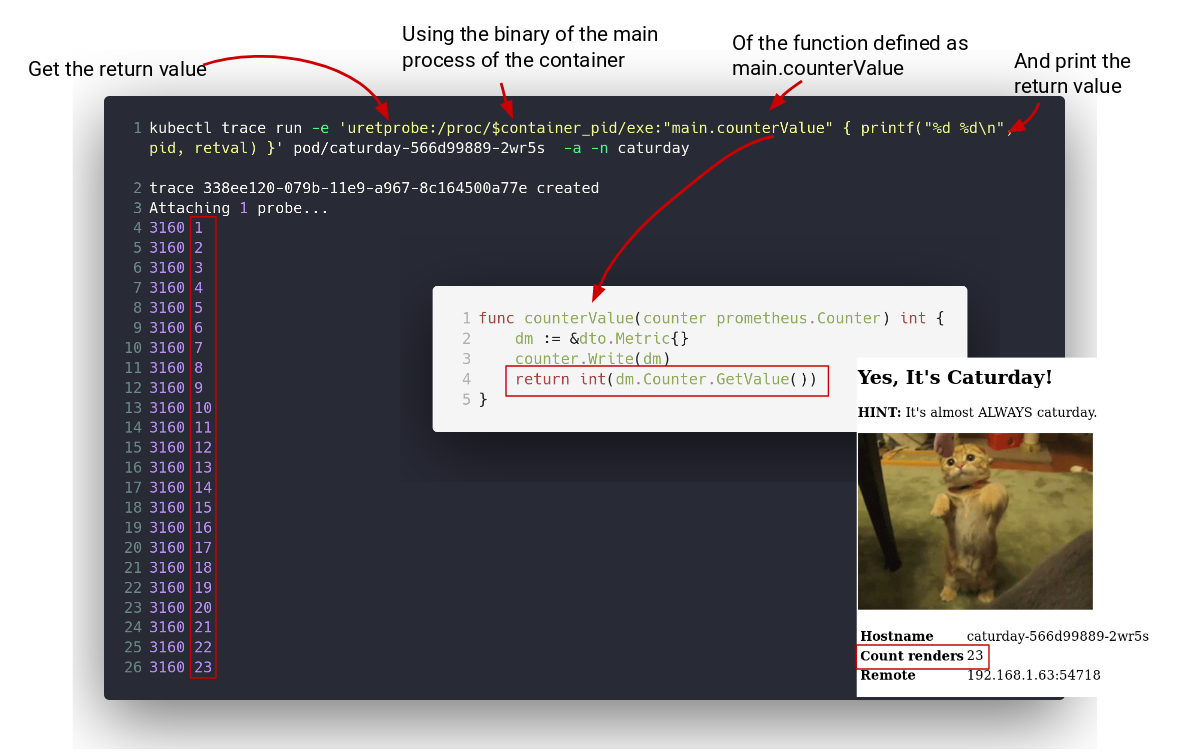 Get the return value
Using the binary of the main
process of the container
Of the function defined as
main.counterValue
And print the
return value
1 kubectl trace run -e 'uretprobe:/proc/$container_pid/exe:"main.counterValue" { printf("%d %d\n",
pid, retval) }' pod/caturday-566d99889-2wr5s -a -n caturday
2 trace 338ee120-079b-11e9-a967-8c164500a77e created
3 Attaching 1 probe...
4 3160 1
5 3160 2
6 3160 3
7 3160 4
8 3160 5
9 3160 6
10 3160 7
11 3160 8
12 3160 9
13 3160 10
14 3160 11
15 3160 12
16 3160 13
17 3160 14
18 3160 15
19 3160 16
20 3160 17
21 3160 18
22 3160 19
23 3160 20
24 3160 21
25 3160 22
26 3160 23
1 func counterValue(counter prometheus.Counter) int {
2 dm := &dto.Metric{}
3 counter.Write(dm)
4 return int(dm.Counter.GetValue())
5 }
Yes, It's Caturday!
HINT: It's almost ALWAYS caturday.
Hostname caturday-566d99889-2wr5s
Count renders 23
Remote 192.168.1.63:54718